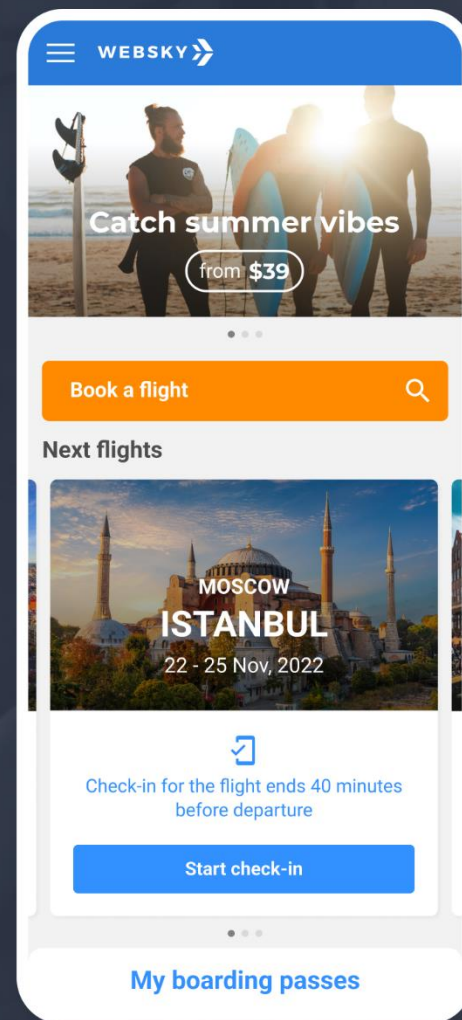 WEBSKY
Catch summer vibes
from $39
Book a flight
Next flights
MOSCOW
ISTANBUL
22 - 25 Nov, 2022
Check-in for the flight ends 40 minutes
before departure
Start check-in
My boarding passes